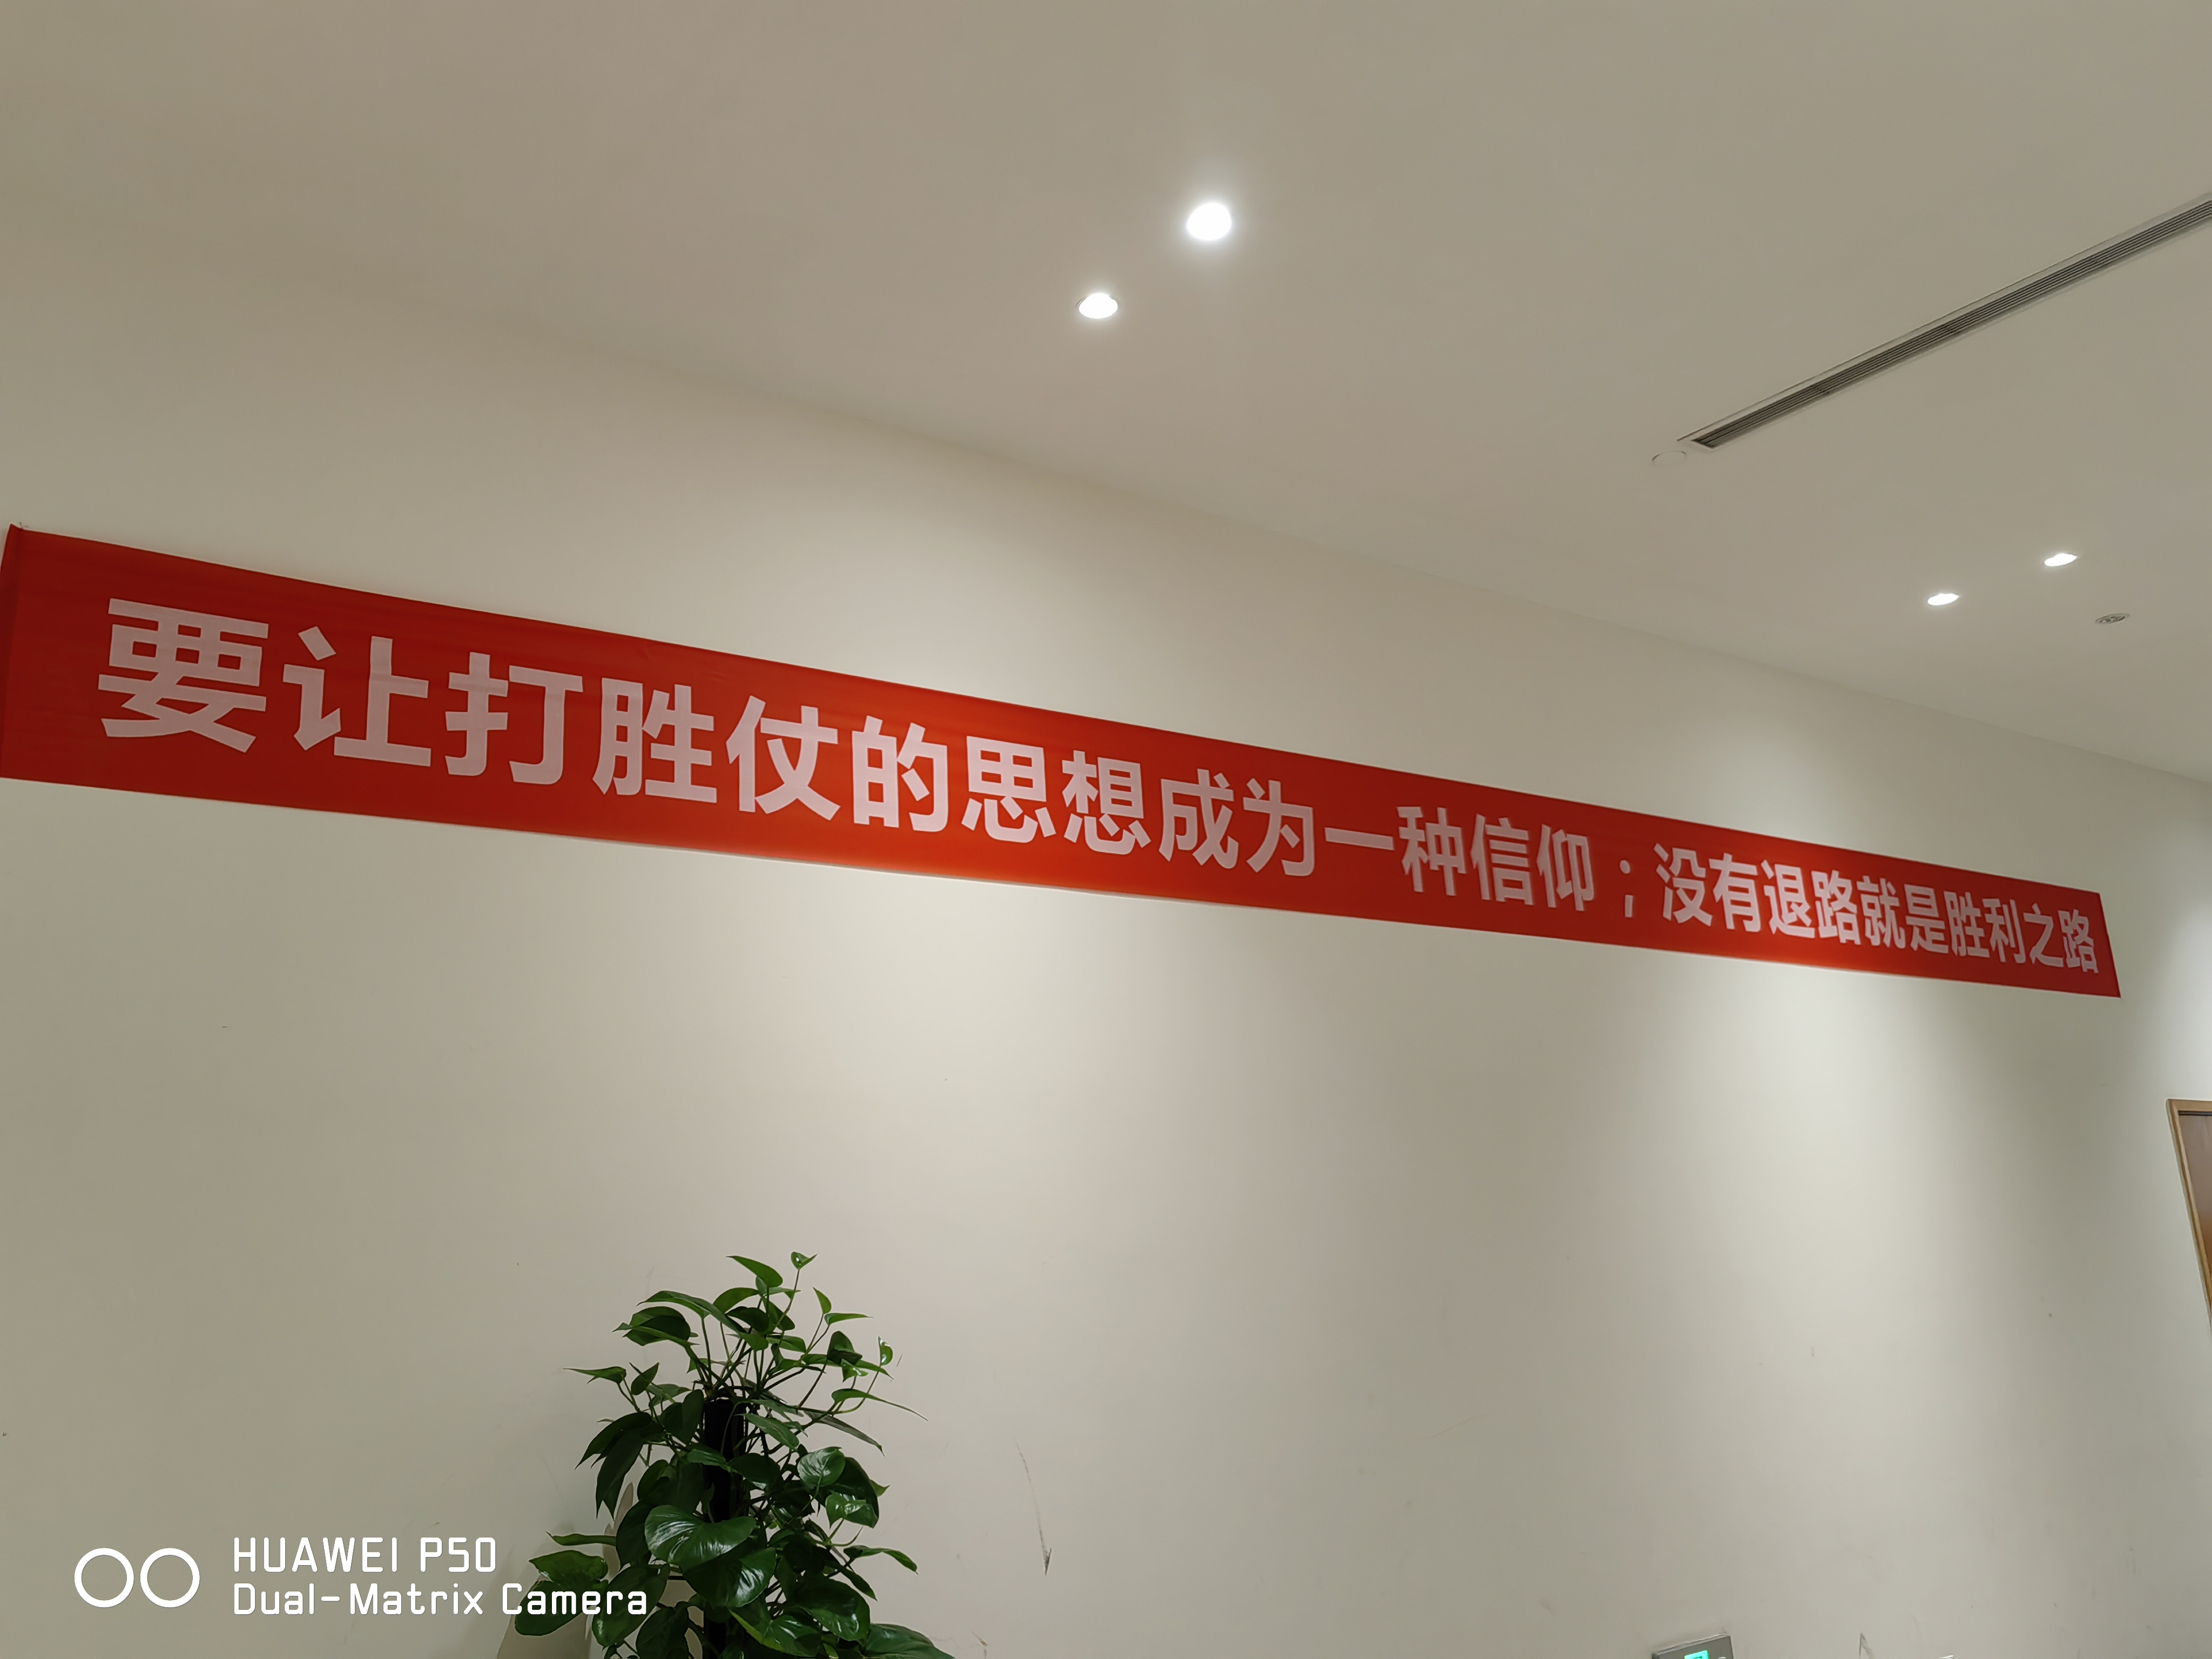 要让打胜仗的思想成为一种信仰；没有退路就是胜利之路
HUAWEI P50
Dual-Matrix Camera